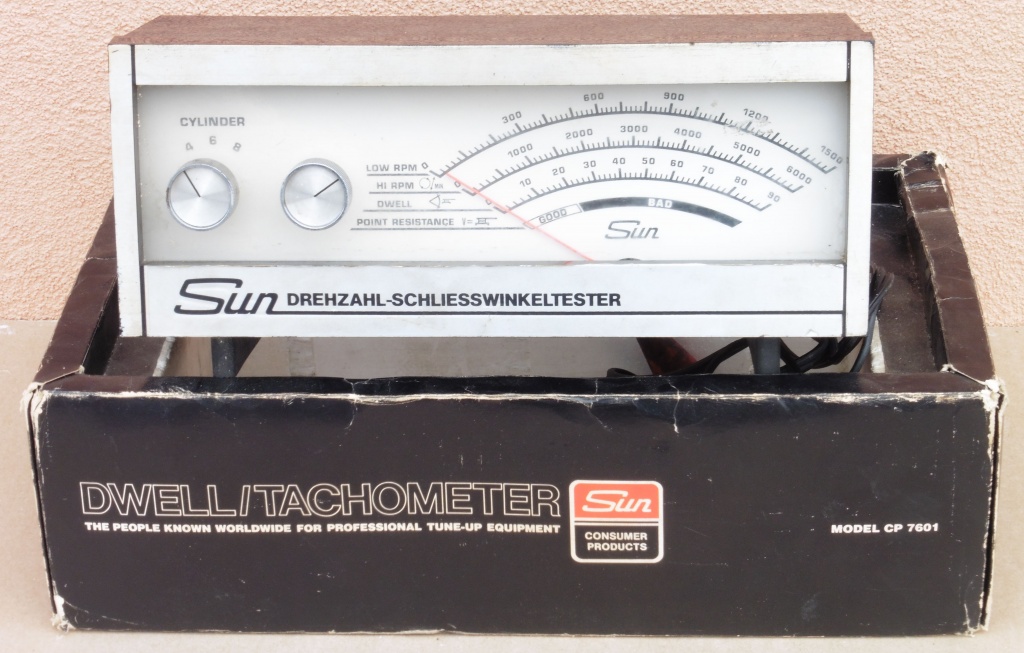 CYLINDER
4 6 8
300 600 900 1200 1500
LOW RPM 0
1000 2000 3000 4000 5000 6000
HI RPM 0
10 20 30 40 50 60 70 80 90
DWELL
POINT RESISTANCE
GOOD BAD
Sun
Sun DREHZAHL-SCHLIESSWINKELTESTER
DWELL/TACHOMETER
THE PEOPLE KNOWN WORLDWIDE FOR PROFESSIONAL TUNE-UP EQUIPMENT
Sun
CONSUMER
PRODUCTS
MODEL CP 7601